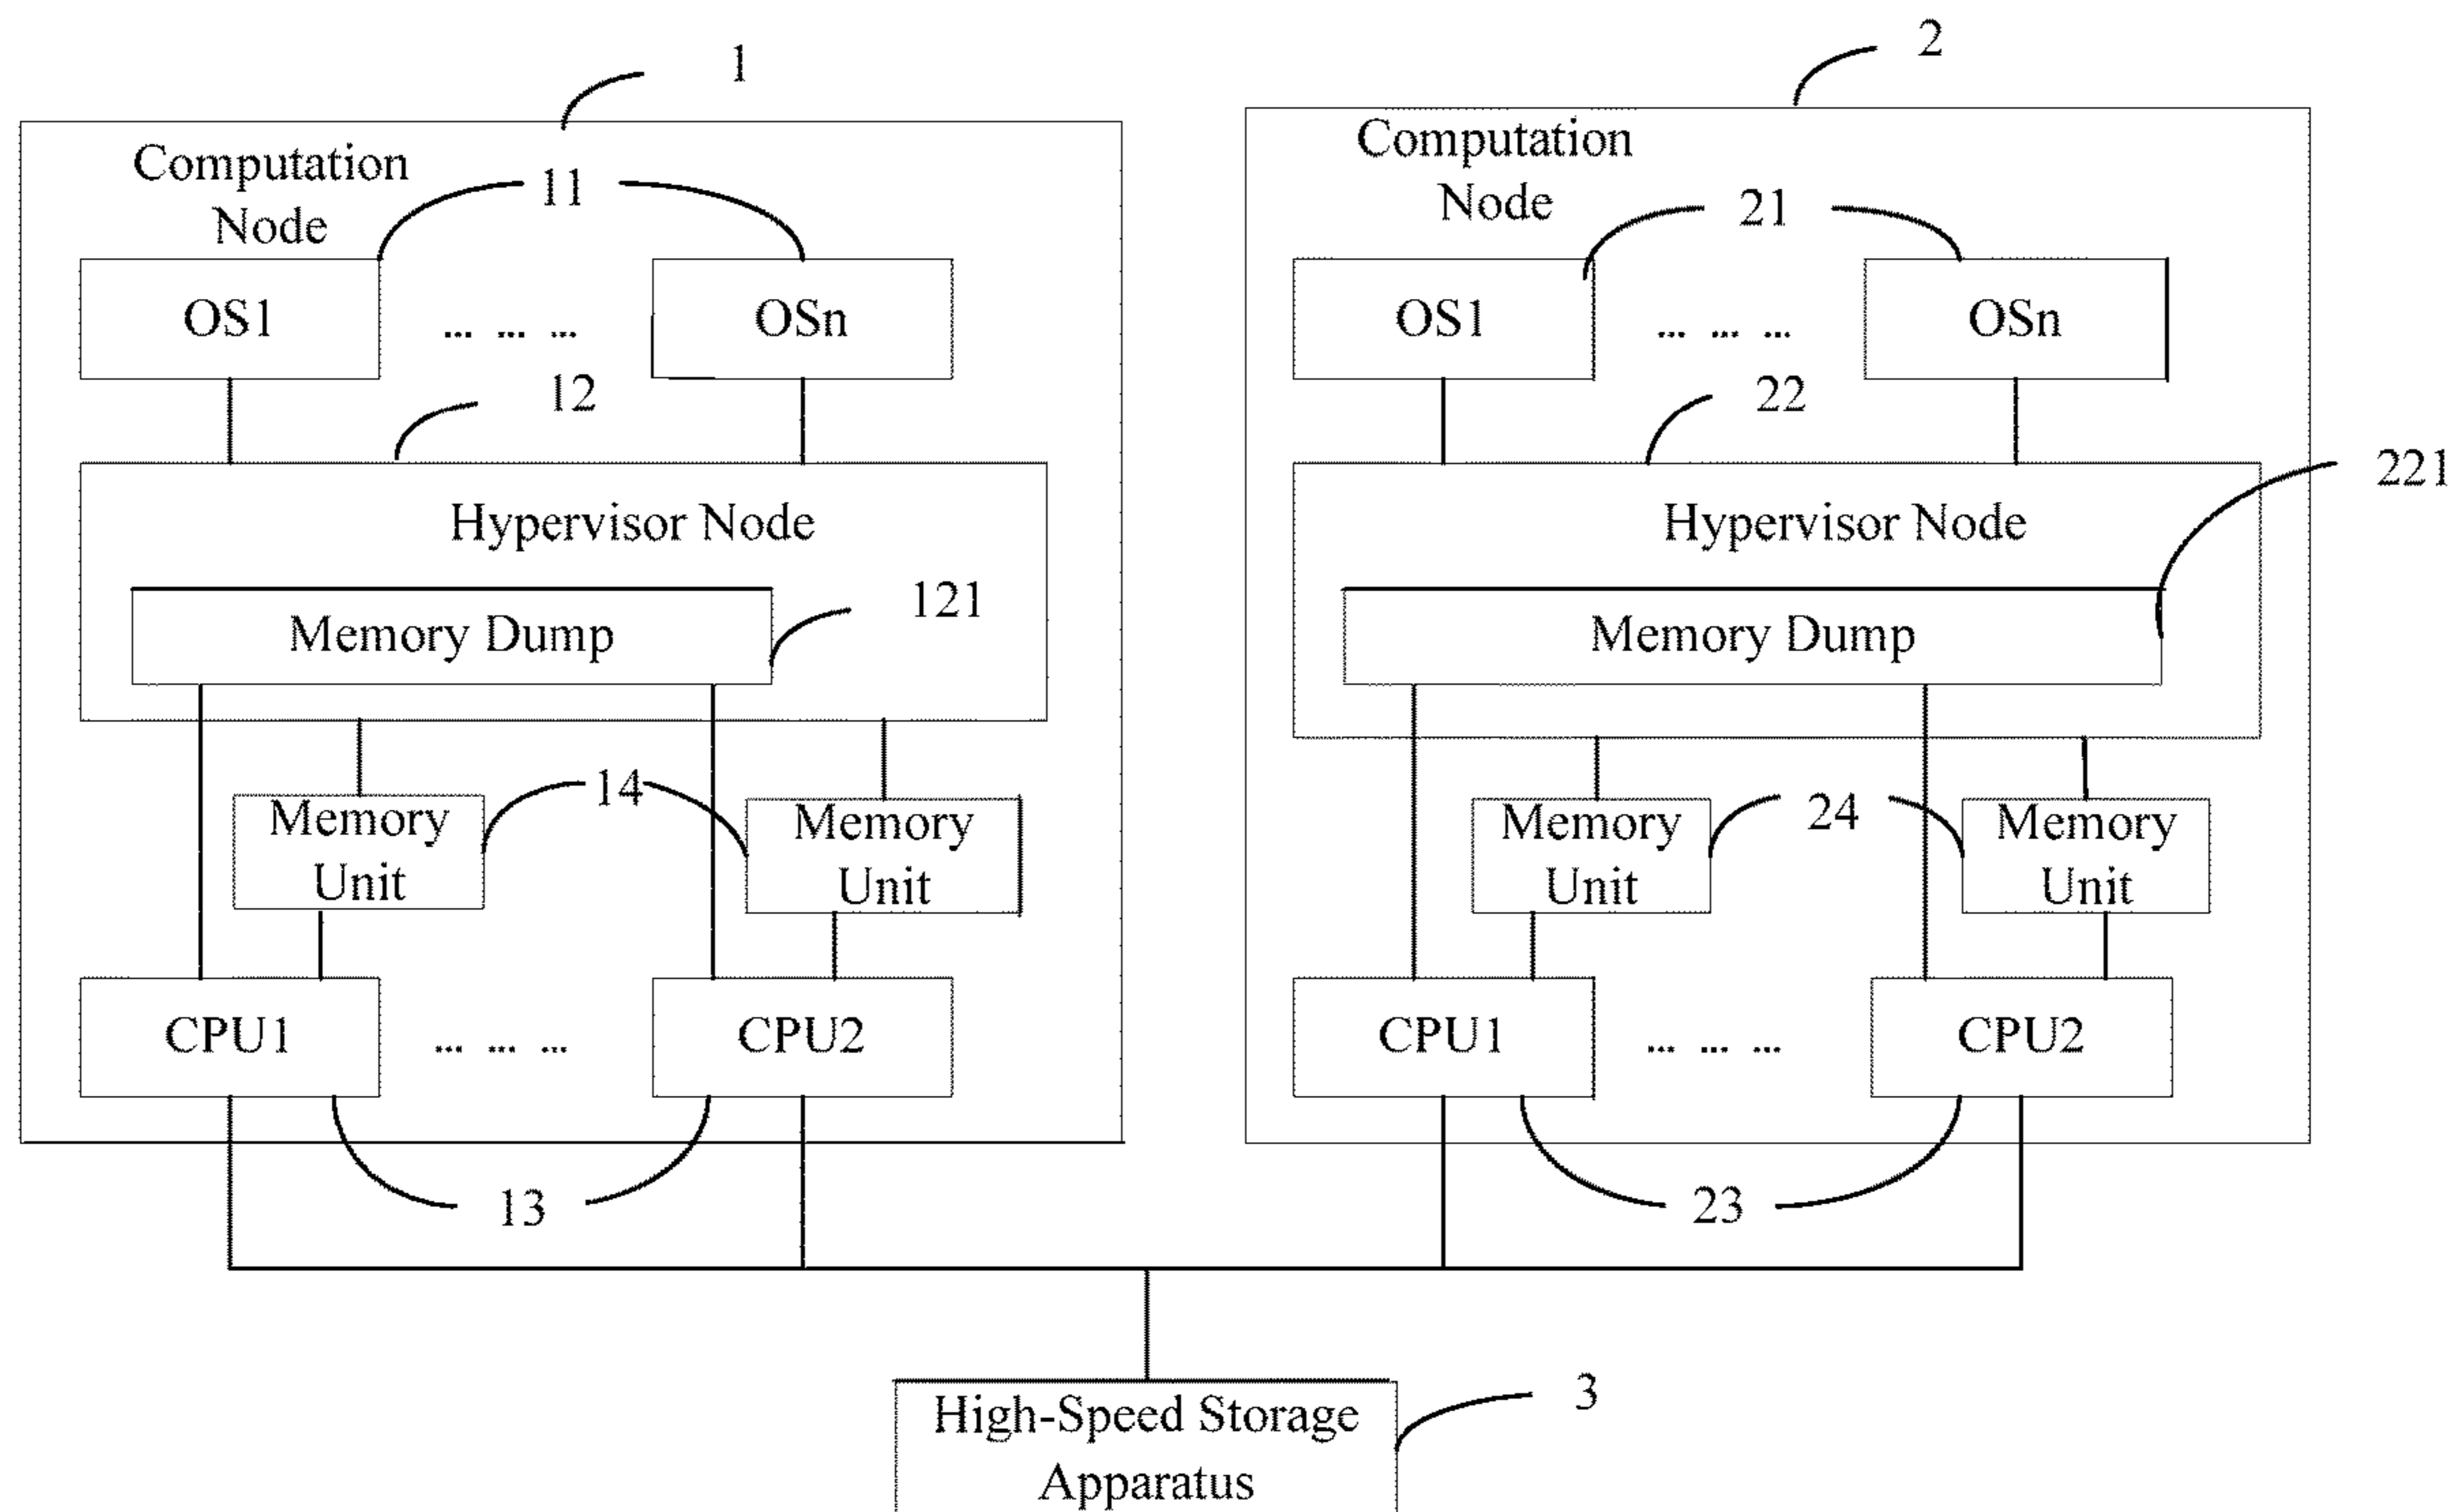 1
2
Computation
Node
11
Computation
Node
21
OS1
... ... ...
OSn
OS1
... ... ...
OSn
12
22
Hypervisor Node
Hypervisor Node
221
Memory Dump
121
Memory Dump
Memory
Unit
14
Memory
Unit
Memory
Unit
24
Memory
Unit
CPU1
... ... ...
CPU2
CPU1
... ... ...
CPU2
13
23
High-Speed Storage
Apparatus
3